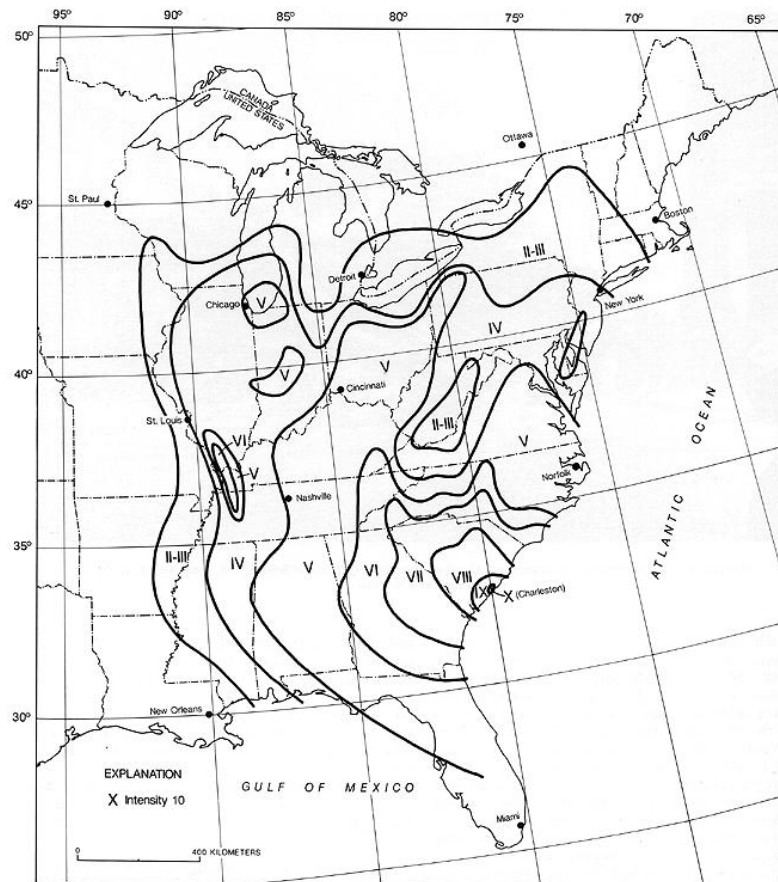 95° 90° 85° 80° 75° 70° 65°
50°
CANADA
UNITED STATES
Ottawa
St. Paul
45°
Boston
II-III
Detroit
Chicago
V
New York
IV
V
V
V
40°
Cincinnati
II-III
St. Louis
VI
V
V
Norfolk
Nashville
ATLANTIC OCEAN
35°
II-III
IV
V
VI
VII
VIII
IX
X (Charleston)
30°
New Orleans
EXPLANATION
X Intensity 10
GULF OF MEXICO
Miami
0 400 KILOMETERS